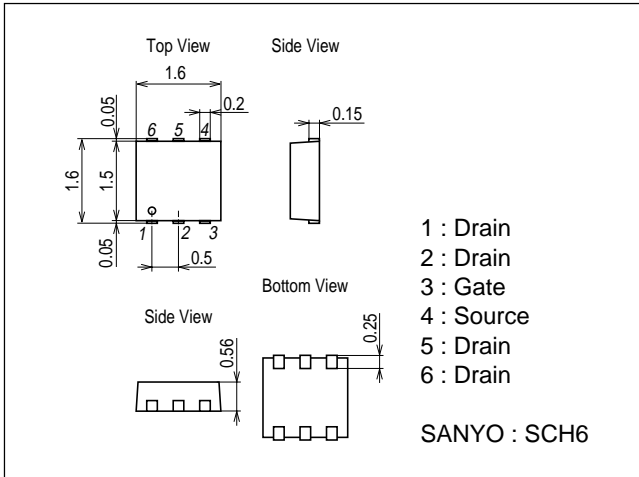 Top View
Side View
1.6
0.2
0.15
0.05
6 5 4
1.6
1.5
0.05
1 2 3
0.5
1 : Drain
2 : Drain
3 : Gate
4 : Source
5 : Drain
6 : Drain
Bottom View
Side View
0.25
0.56
SANYO : SCH6